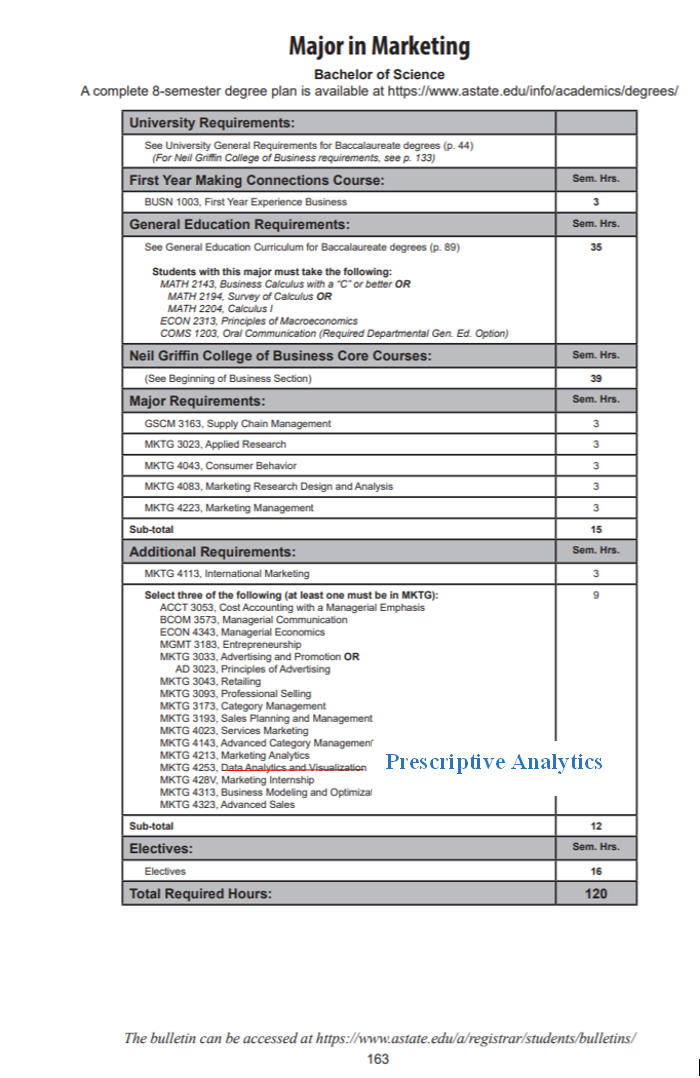 Major in Marketing
Bachelor of Science
A complete 8-semester degree plan is available at https://www.astate.edu/info/academics/degrees/
University Requirements:
See University General Requirements for Baccalaureate degrees (p. 44)
(For Neil Griffin College of Business requirements, see p. 133)
First Year Making Connections Course: Sem. Hrs.
BUSN 1003, First Year Experience Business 3
General Education Requirements: Sem. Hrs.
See General Education Curriculum for Baccalaureate degrees (p. 89) 35
Students with this major must take the following:
MATH 2143, Business Calculus with a "C" or better OR
MATH 2194, Survey of Calculus OR
MATH 2204, Calculus I
ECON 2313, Principles of Macroeconomics
COMS 1203, Oral Communication (Required Departmental Gen. Ed. Option)
Neil Griffin College of Business Core Courses: Sem. Hrs.
(See Beginning of Business Section) 39
Major Requirements: Sem. Hrs.
GSCM 3163, Supply Chain Management 3
MKTG 3023, Applied Research 3
MKTG 4043, Consumer Behavior 3
MKTG 4083, Marketing Research Design and Analysis 3
MKTG 4223, Marketing Management 3
Sub-total 15
Additional Requirements: Sem. Hrs.
MKTG 4113, International Marketing 3
Select three of the following (at least one must be in MKTG): 9
ACCT 3053, Cost Accounting with a Managerial Emphasis
BCOM 3573, Managerial Communication
ECON 4343, Managerial Economics
MGMT 3183, Entrepreneurship
MKTG 3033, Advertising and Promotion OR
AD 3023, Principles of Advertising
MKTG 3043, Retailing
MKTG 3093, Professional Selling
MKTG 3173, Category Management
MKTG 3193, Sales Planning and Management
MKTG 4023, Services Marketing
MKTG 4143, Advanced Category Management
MKTG 4213, Marketing Analytics
MKTG 4253, Data Analytics and Visualization Prescriptive Analytics
MKTG 428V, Marketing Internship
MKTG 4313, Business Modeling and Optimizat
MKTG 4323, Advanced Sales
Sub-total 12
Electives: Sem. Hrs.
Electives 16
Total Required Hours: 120
The bulletin can be accessed at https://www.astate.edu/a/registrar/students/bulletins/
163